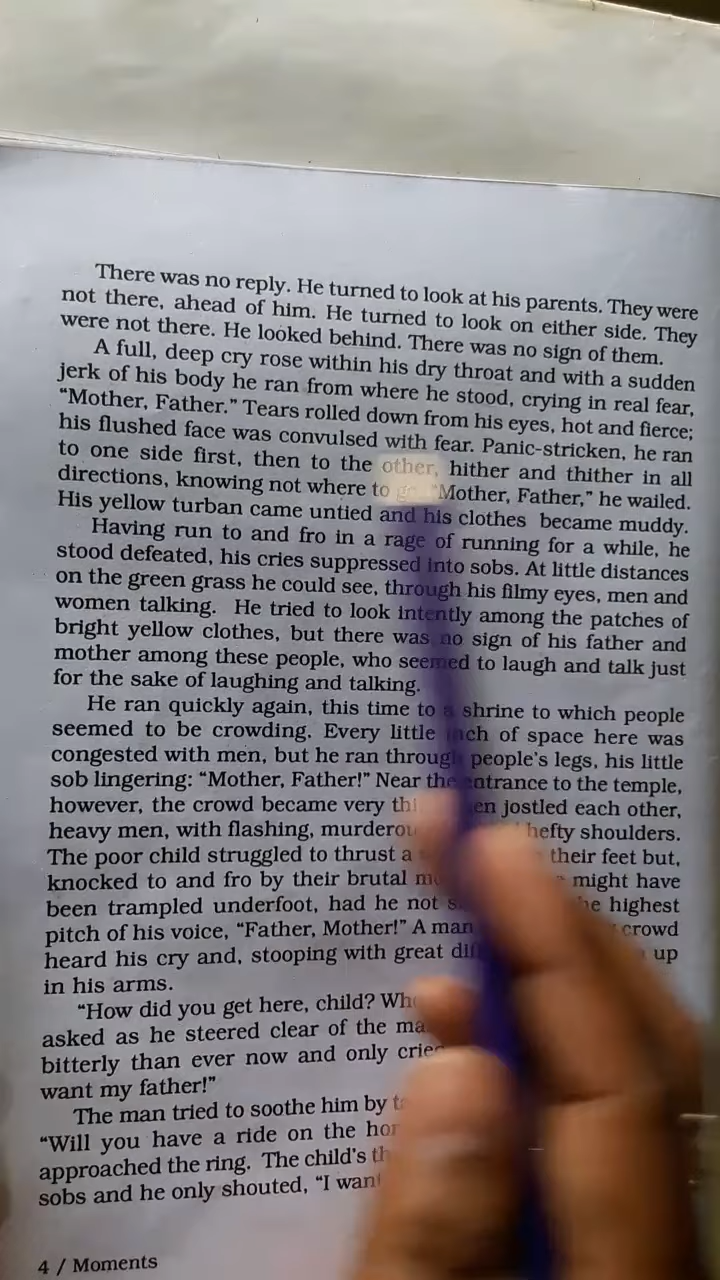 There was no reply. He turned to look at his parents. They were
not there, ahead of him. He turned to look on either side. They
were not there. He looked behind. There was no sign of them.
A full, deep cry rose within his dry throat and with a sudden
jerk of his body he ran from where he stood, crying in real fear,
“Mother, Father.” Tears rolled down from his eyes, hot and fierce;
his flushed face was convulsed with fear. Panic-stricken, he ran
to one side first, then to the other, hither and thither in all
directions, knowing not where to “Mother, Father,” he wailed.
His yellow turban came untied and his clothes became muddy.
Having run to and fro in a rage of running for a while, he
stood defeated, his cries suppressed into sobs. At little distances
on the green grass he could see, through his filmy eyes, men and
women talking. He tried to look intently among the patches of
bright yellow clothes, but there was no sign of his father and
mother among these people, who seemed to laugh and talk just
for the sake of laughing and talking.
He ran quickly again, this time to a shrine to which people
seemed to be crowding. Every little inch of space here was
congested with men, but he ran through people’s legs, his little
sob lingering: “Mother, Father!” Near the entrance to the temple,
however, the crowd became very jostled each other,
heavy men, with flashing, hefty shoulders.
The poor child struggled to thrust a their feet but,
knocked to and fro by their brutal might have
been trampled underfoot, had he not highest
pitch of his voice, “Father, Mother!” A man crowd
heard his cry and, stooping with great up
in his arms.
“How did you get here, child?
asked as he steered clear of the
bitterly than ever now and only
want my father!”
The man tried to soothe him by
“Will you have a ride on the
approached the ring. The child’s
sobs and he only shouted, “I
4 / Moments